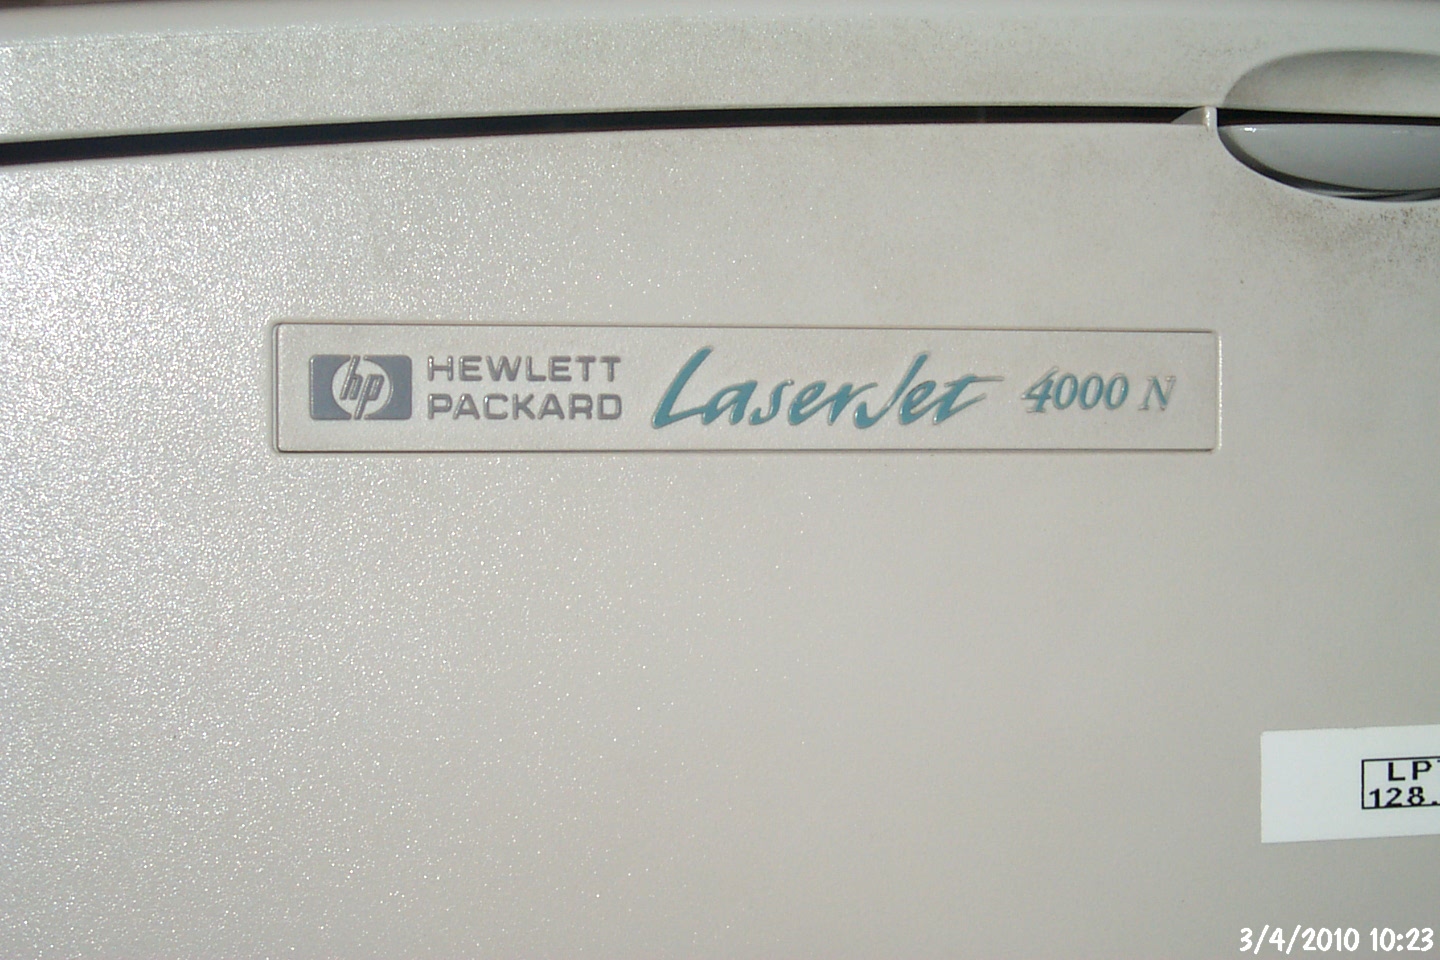 hp HEWLETT PACKARD LaserJet 4000 N
LP
128.
3/4/2010 10:23